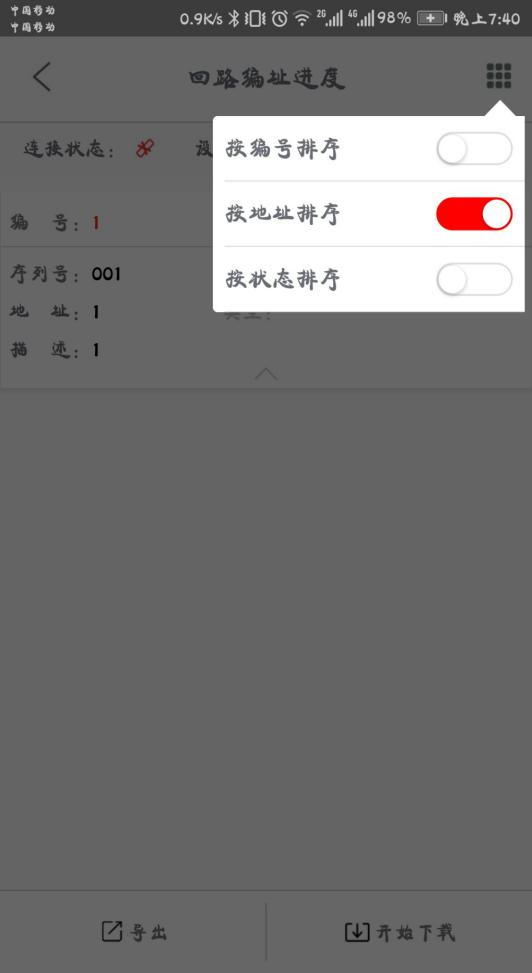 中国移动
中国移动
0.9K/s 2G 4G 98% 晚上7:40
回路编址进度
连接状态： 设
按编号排序
按地址排序
按状态排序
编 号：1
序列号：001
地 址：1 类型：
描 述：1
导出 开始下载